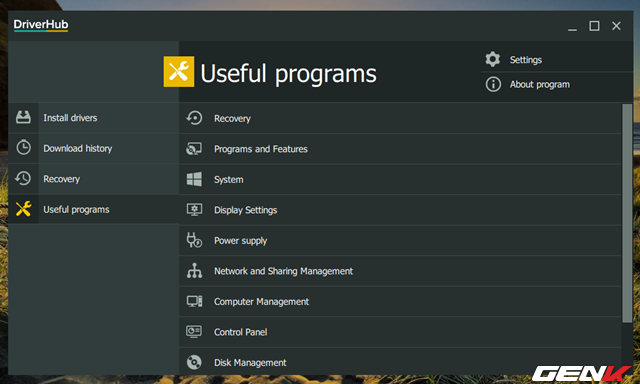 DriverHub
Useful programs
Settings
About program
Install drivers
Download history
Recovery
Useful programs
Recovery
Programs and Features
System
Display Settings
Power supply
Network and Sharing Management
Computer Management
Control Panel
Disk Management
GENK